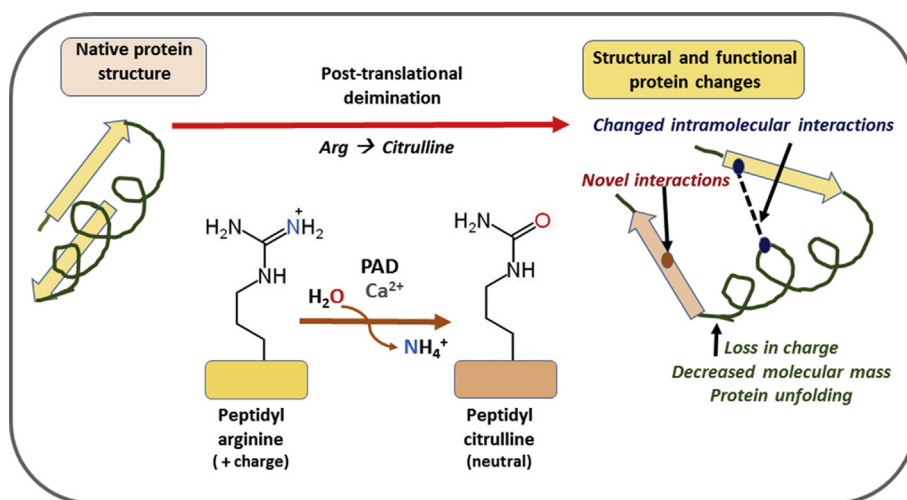 Native protein
structure
Post-translational
deimination
Arg → Citrulline
Structural and functional
protein changes
Changed intramolecular interactions
Novel interactions
H₂N
NH₂
+
NH
H₂O
PAD
Ca²⁺
NH₄⁺
H₂N
O
NH
Peptidyl
arginine
( + charge)
Peptidyl
citrulline
(neutral)
Loss in charge
Decreased molecular mass
Protein unfolding